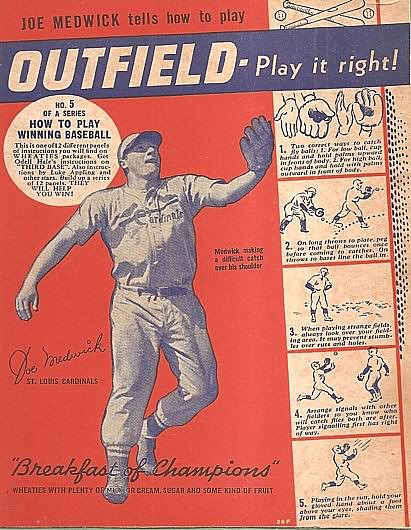 JOE MEDWICK tells how to play
OUTFIELD- Play it right!
NO. 5
OF A SERIES
HOW TO PLAY
WINNING BASEBALL
This is one of 12 different panels
of instructions you will find on
WHEATIES packages. Get
Odell Hale's instructions on
"THIRD BASE". Also instruc-
tions by Luke Appling and
other stars. Build up a series
of 12 panels. THEY
WILL HELP
YOU WIN!
Cardinals
Medwick making
a difficult catch
over his shoulder
Joe Medwick
ST. LOUIS CARDINALS
"Breakfast of Champions"
WHEATIES WITH PLENTY OF MILK OR CREAM, SUGAR AND SOME KIND OF FRUIT
1. Two correct ways to catch
fly balls: 1. For low ball, cup
hands and hold palms upward
in front of body. 2. For high ball,
cup hands and hold with palms
outward in front of body.
2. On long throws to plate, peg
so that ball bounces once
before coming to catcher. On
throws to bases line the ball in.
3. When playing strange fields,
always look over your field-
ing area. It may prevent stumb-
les over ruts and holes.
4. Arrange signals with other
fielders so you know who
will catch flies both are after.
Player signalling first has right
of way.
5. Playing in the sun, hold your
gloved hand about a foot
above your eyes, shading them
from the glare.